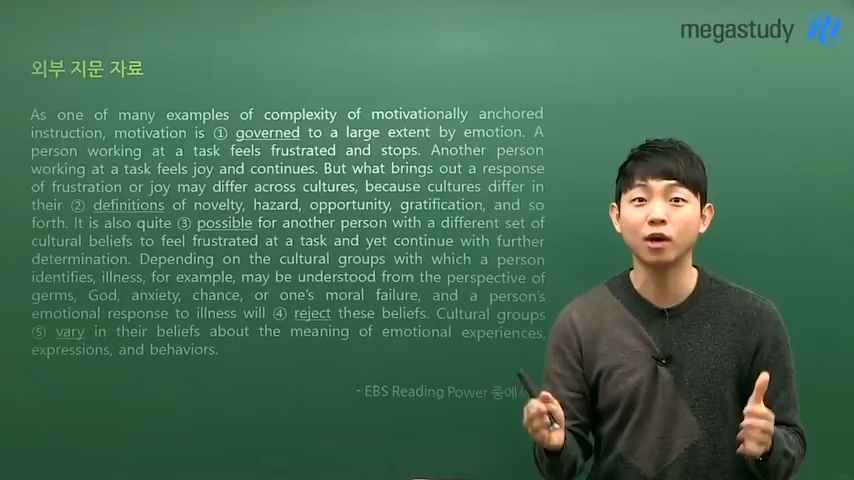 megastudy
외부 지문 자료
As one of many examples of complexity of motivationally anchored
instruction, motivation is ① governed to a large extent by emotion. A
person working at a task feels frustrated and stops. Another person
working at a task feels joy and continues. But what brings out a response
of frustration or joy may differ across cultures, because cultures differ in
their ② definitions of novelty, hazard, opportunity, gratification, and so
forth. It is also quite ③ possible for another person with a different set of
cultural beliefs to feel frustrated at a task and yet continue with further
determination. Depending on the cultural groups with which a person
identifies, illness, for example, may be understood from the perspective of
germs, God, anxiety, chance, or one's moral failure, and a person's
emotional response to illness will ④ reject these beliefs. Cultural groups
⑤ vary in their beliefs about the meaning of emotional experiences,
expressions, and behaviors.
- EBS Reading Power 중에